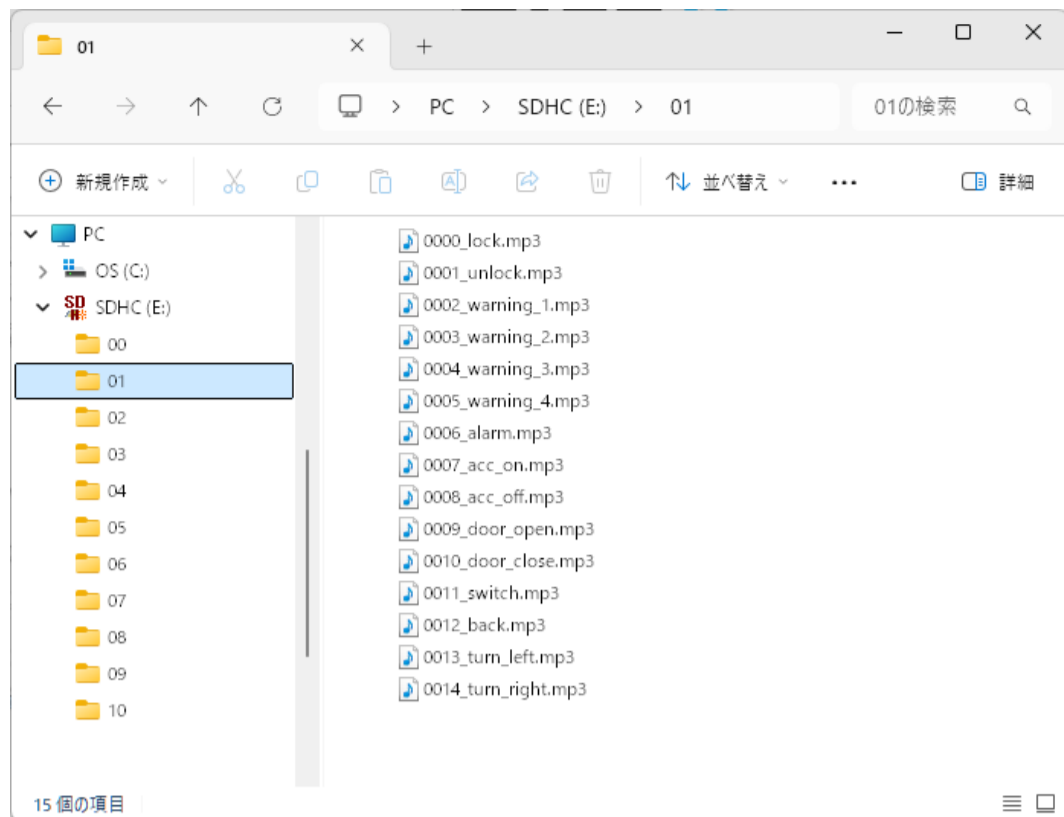 01
PC > SDHC (E:) > 01
01の検索
新規作成
並べ替え
詳細
PC
OS (C:)
SDHC (E:)
00
01
02
03
04
05
06
07
08
09
10
0000_lock.mp3
0001_unlock.mp3
0002_warning_1.mp3
0003_warning_2.mp3
0004_warning_3.mp3
0005_warning_4.mp3
0006_alarm.mp3
0007_acc_on.mp3
0008_acc_off.mp3
0009_door_open.mp3
0010_door_close.mp3
0011_switch.mp3
0012_back.mp3
0013_turn_left.mp3
0014_turn_right.mp3
15 個の項目